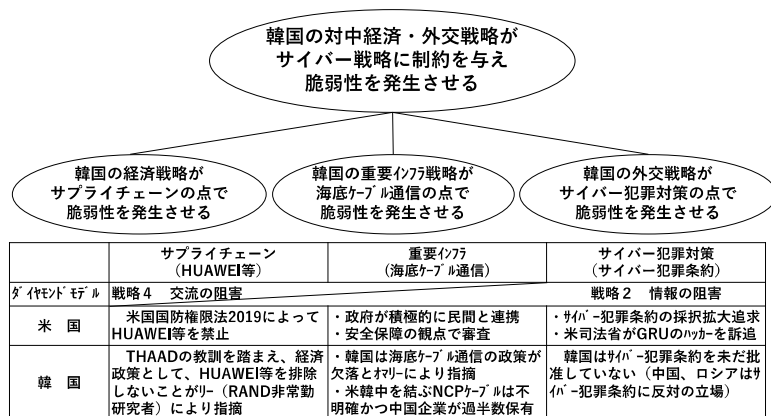 韓国の対中経済・外交戦略が
サイバー戦略に制約を与え
脆弱性を発生させる
韓国の経済戦略が
サプライチェーンの点で
脆弱性を発生させる
韓国の重要ｲﾝﾌﾗ戦略が
海底ｹｰﾌﾞﾙ通信の点で
脆弱性を発生させる
韓国の外交戦略が
サイバー犯罪対策の点で
脆弱性を発生させる
サプライチェーン
（HUAWEI等）
重要ｲﾝﾌﾗ
（海底ｹｰﾌﾞﾙ通信）
サイバー犯罪対策
（サイバー犯罪条約）
ﾀﾞｲﾔﾓﾝﾄﾞﾓﾃﾞﾙ
戦略４　交流の阻害
戦略２　情報の阻害
米　国
米国国防権限法2019によって
HUAWEI等を禁止
・政府が積極的に民間と連携
・安全保障の観点で審査
・ｻｲﾊﾞｰ犯罪条約の採択拡大追求
・米司法省がGRUのﾊｯｶｰを訴追
韓　国
THAADの教訓を踏まえ、経済
政策として、HUAWEI等を排除
しないことがﾘｰ（RAND非常勤
研究者）により指摘
・韓国は海底ｹｰﾌﾞﾙ通信の政策が
欠落とｵﾏﾘｰにより指摘
・米韓中を結ぶNCPｹｰﾌﾞﾙは不
明確かつ中国企業が過半数保有
韓国はｻｲﾊﾞｰ犯罪条約を未だ批
准していない（中国、ロシアはｻ
ｲﾊﾞｰ犯罪条約に反対の立場）